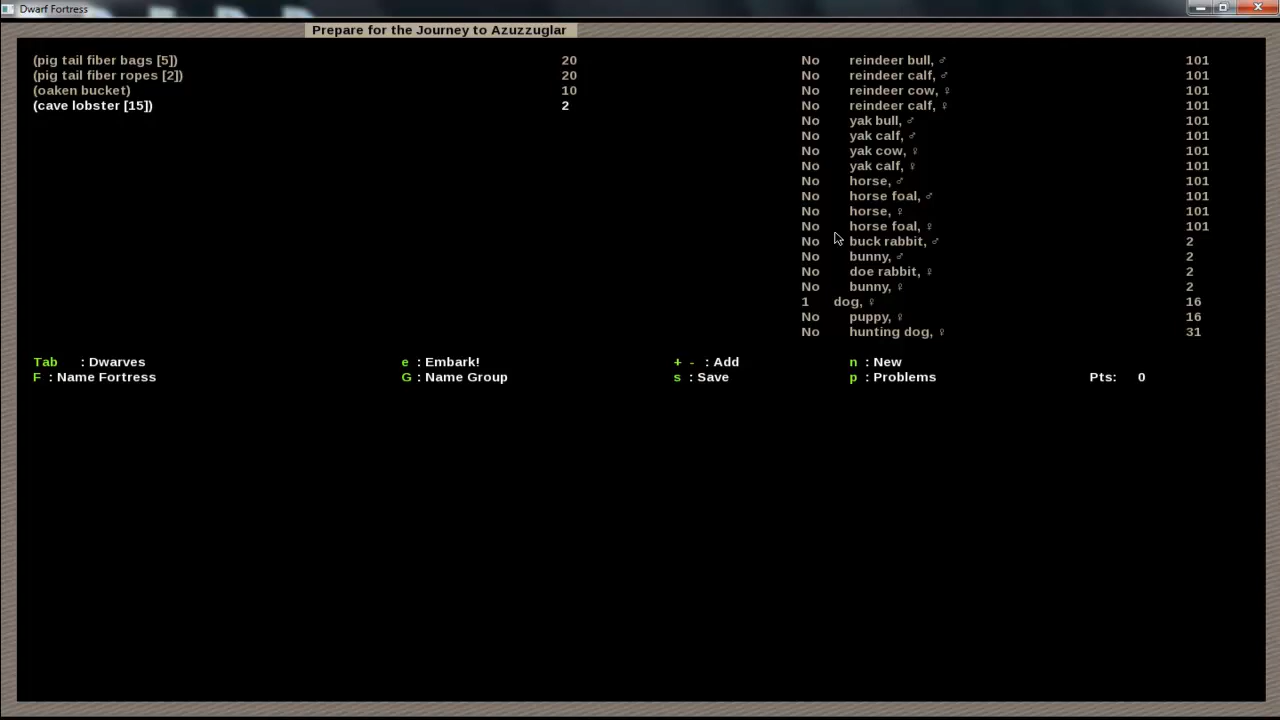 Dwarf Fortress
Prepare for the Journey to Azuzzuglar
(pig tail fiber bags [5]) 20 No reindeer bull, ♂ 101
(pig tail fiber ropes [2]) 20 No reindeer calf, ♂ 101
(oaken bucket) 10 No reindeer cow, ♀ 101
(cave lobster [15]) 2 No reindeer calf, ♀ 101
No yak bull, ♂ 101
No yak calf, ♂ 101
No yak cow, ♀ 101
No yak calf, ♀ 101
No horse, ♂ 101
No horse foal, ♂ 101
No horse, ♀ 101
No horse foal, ♀ 101
No buck rabbit, ♂ 2
No bunny, ♂ 2
No doe rabbit, ♀ 2
No bunny, ♀ 2
1 dog, ♀ 16
No puppy, ♀ 16
No hunting dog, ♀ 31
Tab : Dwarves e : Embark! + - : Add n : New
F : Name Fortress G : Name Group s : Save p : Problems Pts: 0